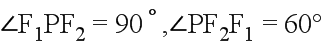 ∠F₁PF₂ = 90°,∠PF₂F₁ = 60°